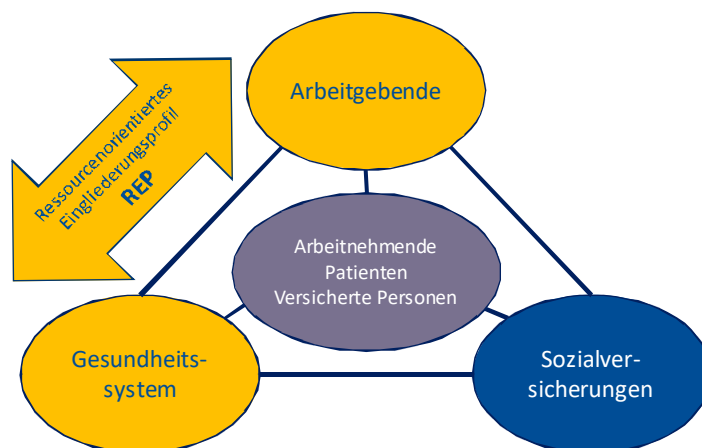 Arbeitgebende
Ressourcenorientiertes
Eingliederungsprofil
REP
Arbeitnehmende
Patienten
Versicherte Personen
Gesundheits-
system
Sozialver-
sicherungen